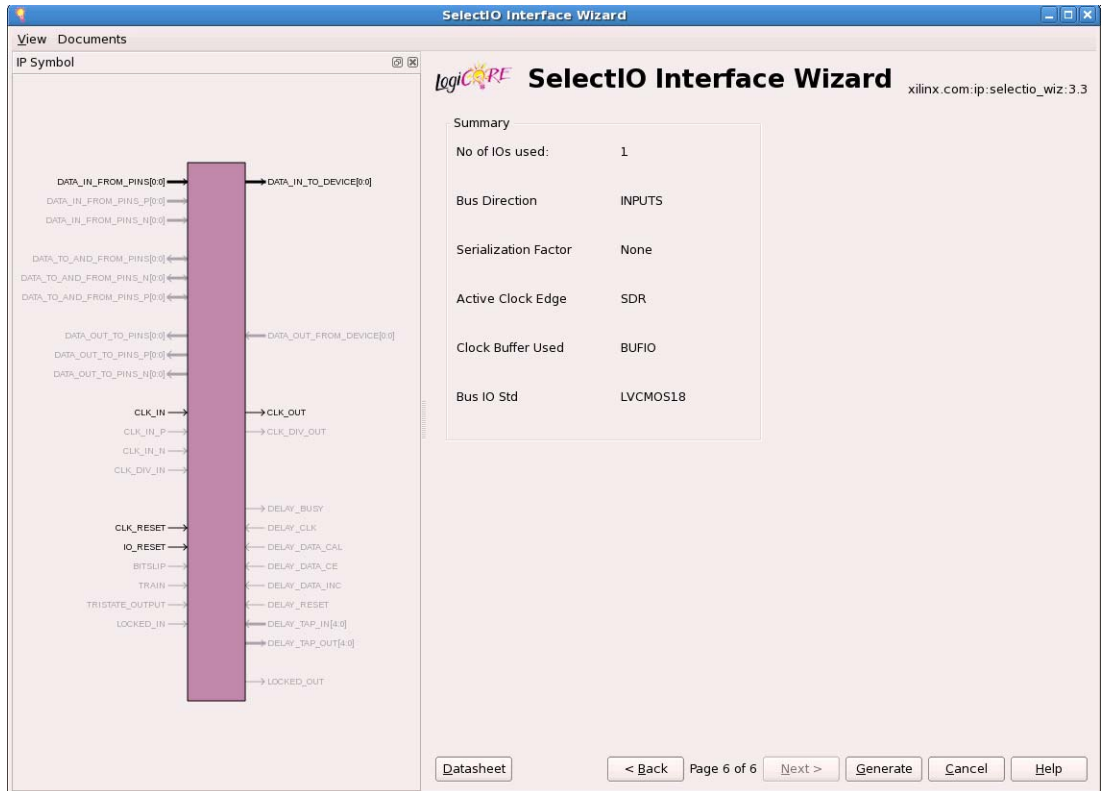 SelectIO Interface Wizard
View Documents
IP Symbol
DATA_IN_FROM_PINS[0:0]
DATA_IN_TO_DEVICE[0:0]
DATA_IN_FROM_PINS_P[0:0]
DATA_IN_FROM_PINS_N[0:0]
DATA_TO_AND_FROM_PINS[0:0]
DATA_TO_AND_FROM_PINS_N[0:0]
DATA_TO_AND_FROM_PINS_P[0:0]
DATA_OUT_TO_PINS[0:0]
DATA_OUT_FROM_DEVICE[0:0]
DATA_OUT_TO_PINS_P[0:0]
DATA_OUT_TO_PINS_N[0:0]
CLK_IN
CLK_OUT
CLK_IN_P
CLK_DIV_OUT
CLK_IN_N
CLK_DIV_IN
DELAY_BUSY
CLK_RESET
DELAY_CLK
IO_RESET
DELAY_DATA_CAL
BITSLIP
DELAY_DATA_CE
TRAIN
DELAY_DATA_INC
TRISTATE_OUTPUT
DELAY_RESET
LOCKED_IN
DELAY_TAP_IN[4:0]
DELAY_TAP_OUT[4:0]
LOCKED_OUT
LogiCORE SelectIO Interface Wizard xilinx.com:ip:selectio_wiz:3.3
Summary
No of IOs used: 1
Bus Direction INPUTS
Serialization Factor None
Active Clock Edge SDR
Clock Buffer Used BUFIO
Bus IO Std LVCMOS18
Datasheet < Back Page 6 of 6 Next > Generate Cancel Help